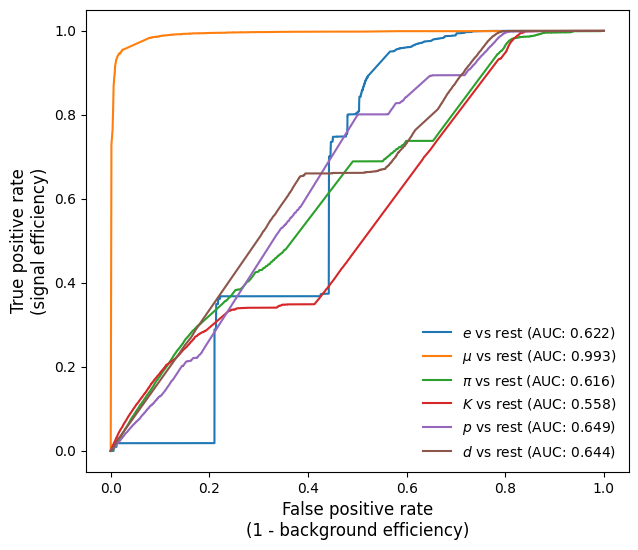 1.0
0.8
0.6
0.4
0.2
0.0
True positive rate
(signal efficiency)
e vs rest (AUC: 0.622)
μ vs rest (AUC: 0.993)
π vs rest (AUC: 0.616)
K vs rest (AUC: 0.558)
p vs rest (AUC: 0.649)
d vs rest (AUC: 0.644)
0.0 0.2 0.4 0.6 0.8 1.0
False positive rate
(1 - background efficiency)